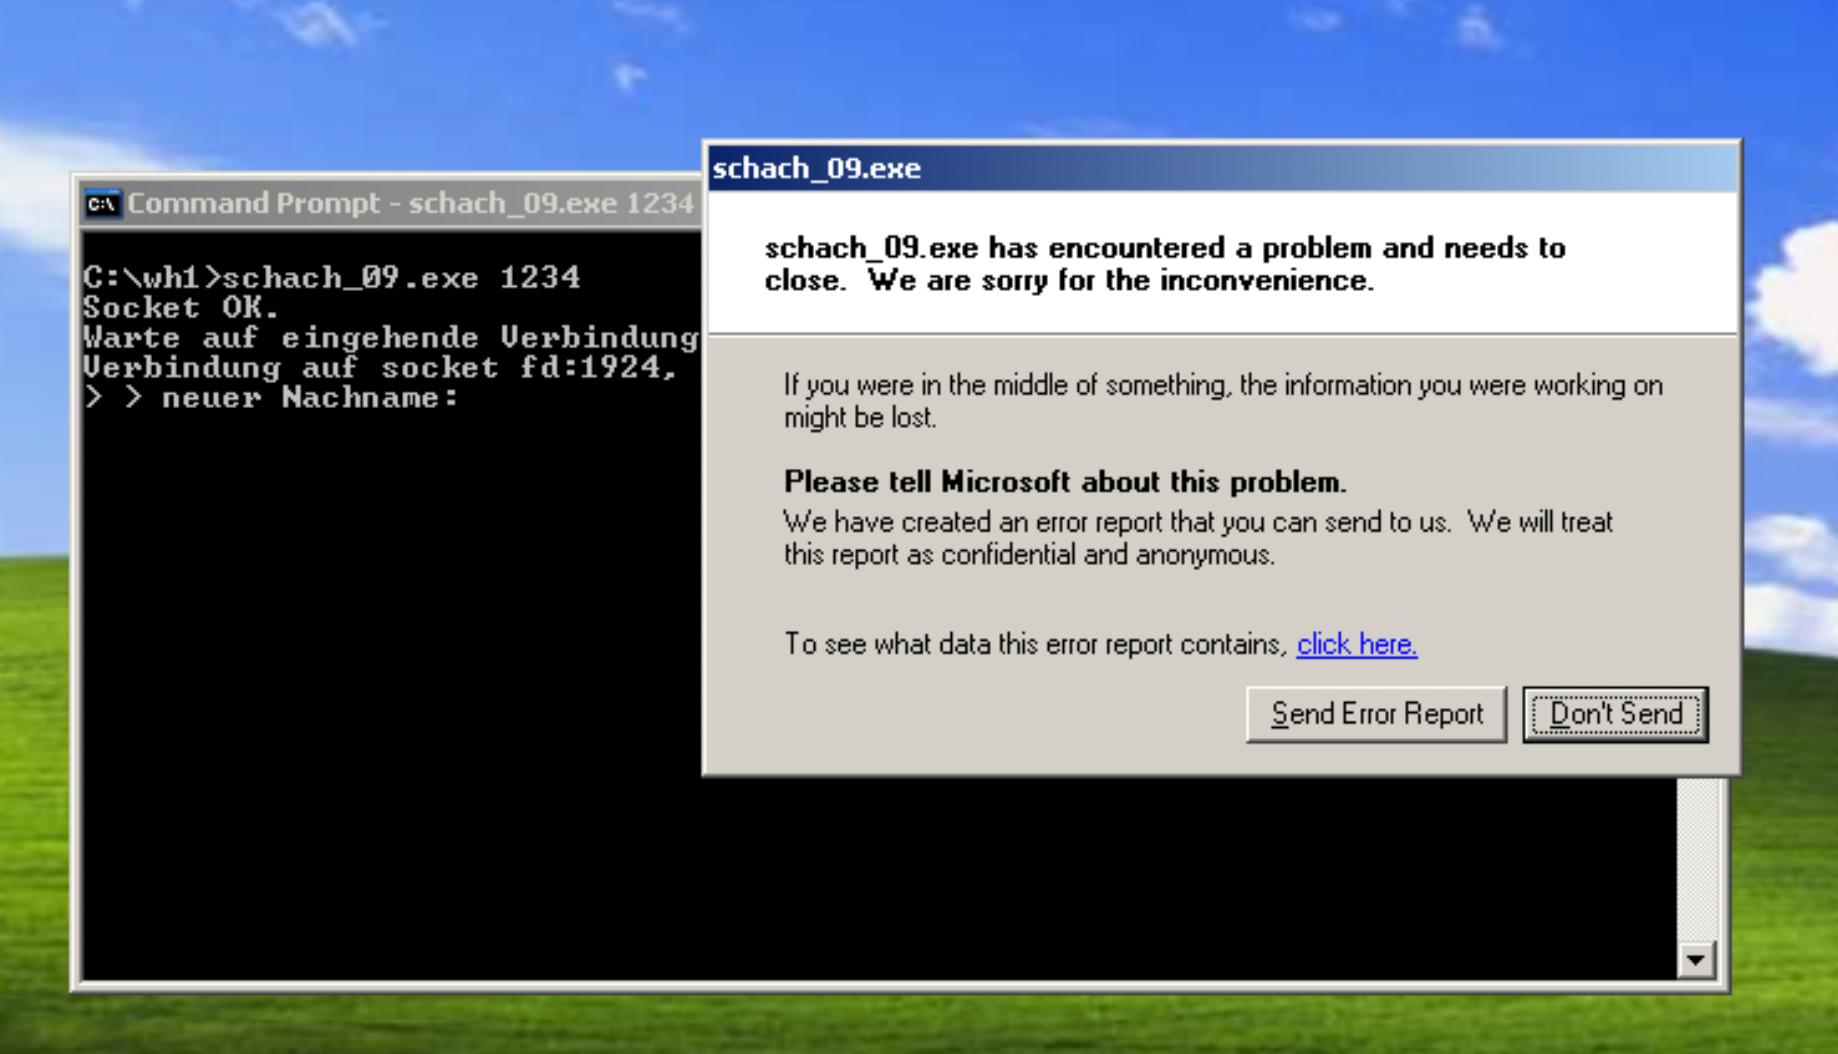 Command Prompt - schach_09.exe 1234
C:\wh1>schach_09.exe 1234
Socket OK.
Warte auf eingehende Verbindung
Verbindung auf socket fd:1924,
> > neuer Nachname:
schach_09.exe
schach_09.exe has encountered a problem and needs to
close.  We are sorry for the inconvenience.
If you were in the middle of something, the information you were working on
might be lost.
Please tell Microsoft about this problem.
We have created an error report that you can send to us.  We will treat
this report as confidential and anonymous.
To see what data this error report contains, click here.
Send Error Report
Don't Send